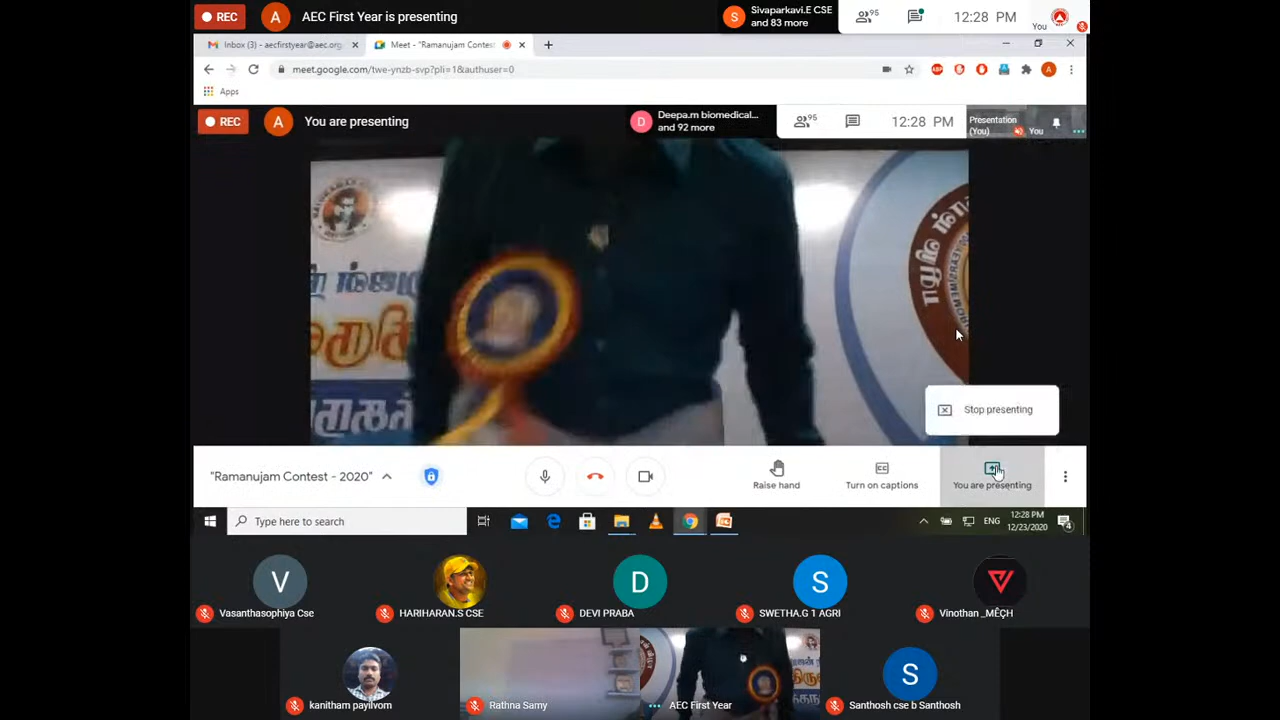 REC
A
AEC First Year is presenting
S
Sivaparkavi.E CSE
and 83 more
95
12:28 PM
You
Inbox (3) - aecfirstyear@aec.org
Meet - "Ramanujam Contest
meet.google.com/twe-ynzb-svp?pli=1&authuser=0
ABP
A
Apps
REC
A
You are presenting
D
Deepa.m biomedical...
and 92 more
95
12:28 PM
Presentation
(You)
You
Stop presenting
"Ramanujam Contest - 2020"
Raise hand
Turn on captions
You are presenting
Type here to search
ENG
12:28 PM
12/23/2020
4
V
Vasanthasophiya Cse
HARIHARAN.S CSE
D
DEVI PRABA
S
SWETHA.G 1 AGRI
Vinothan _MÊÇH
kanitham payilvom
Rathna Samy
AEC First Year
S
Santhosh cse b Santhosh